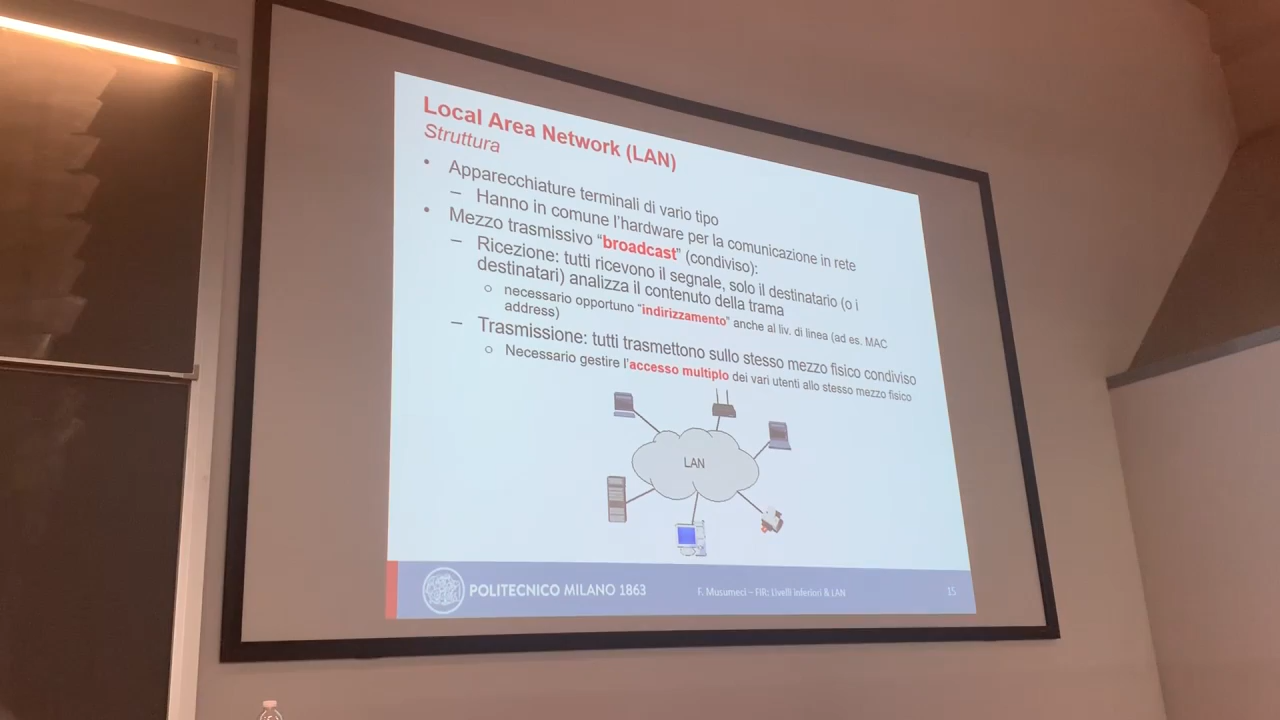 Local Area Network (LAN)
Struttura
• Apparecchiature terminali di vario tipo
– Hanno in comune l'hardware per la comunicazione in rete
• Mezzo trasmissivo "broadcast" (condiviso):
– Ricezione: tutti ricevono il segnale, solo il destinatario (o i
destinatari) analizza il contenuto della trama
o necessario opportuno "indirizzamento" anche al liv. di linea (ad es. MAC
address)
– Trasmissione: tutti trasmettono sullo stesso mezzo fisico condiviso
o Necessario gestire l'accesso multiplo dei vari utenti allo stesso mezzo fisico
LAN
POLITECNICO MILANO 1863
F. Musumeci – FIR: Livelli inferiori & LAN
15